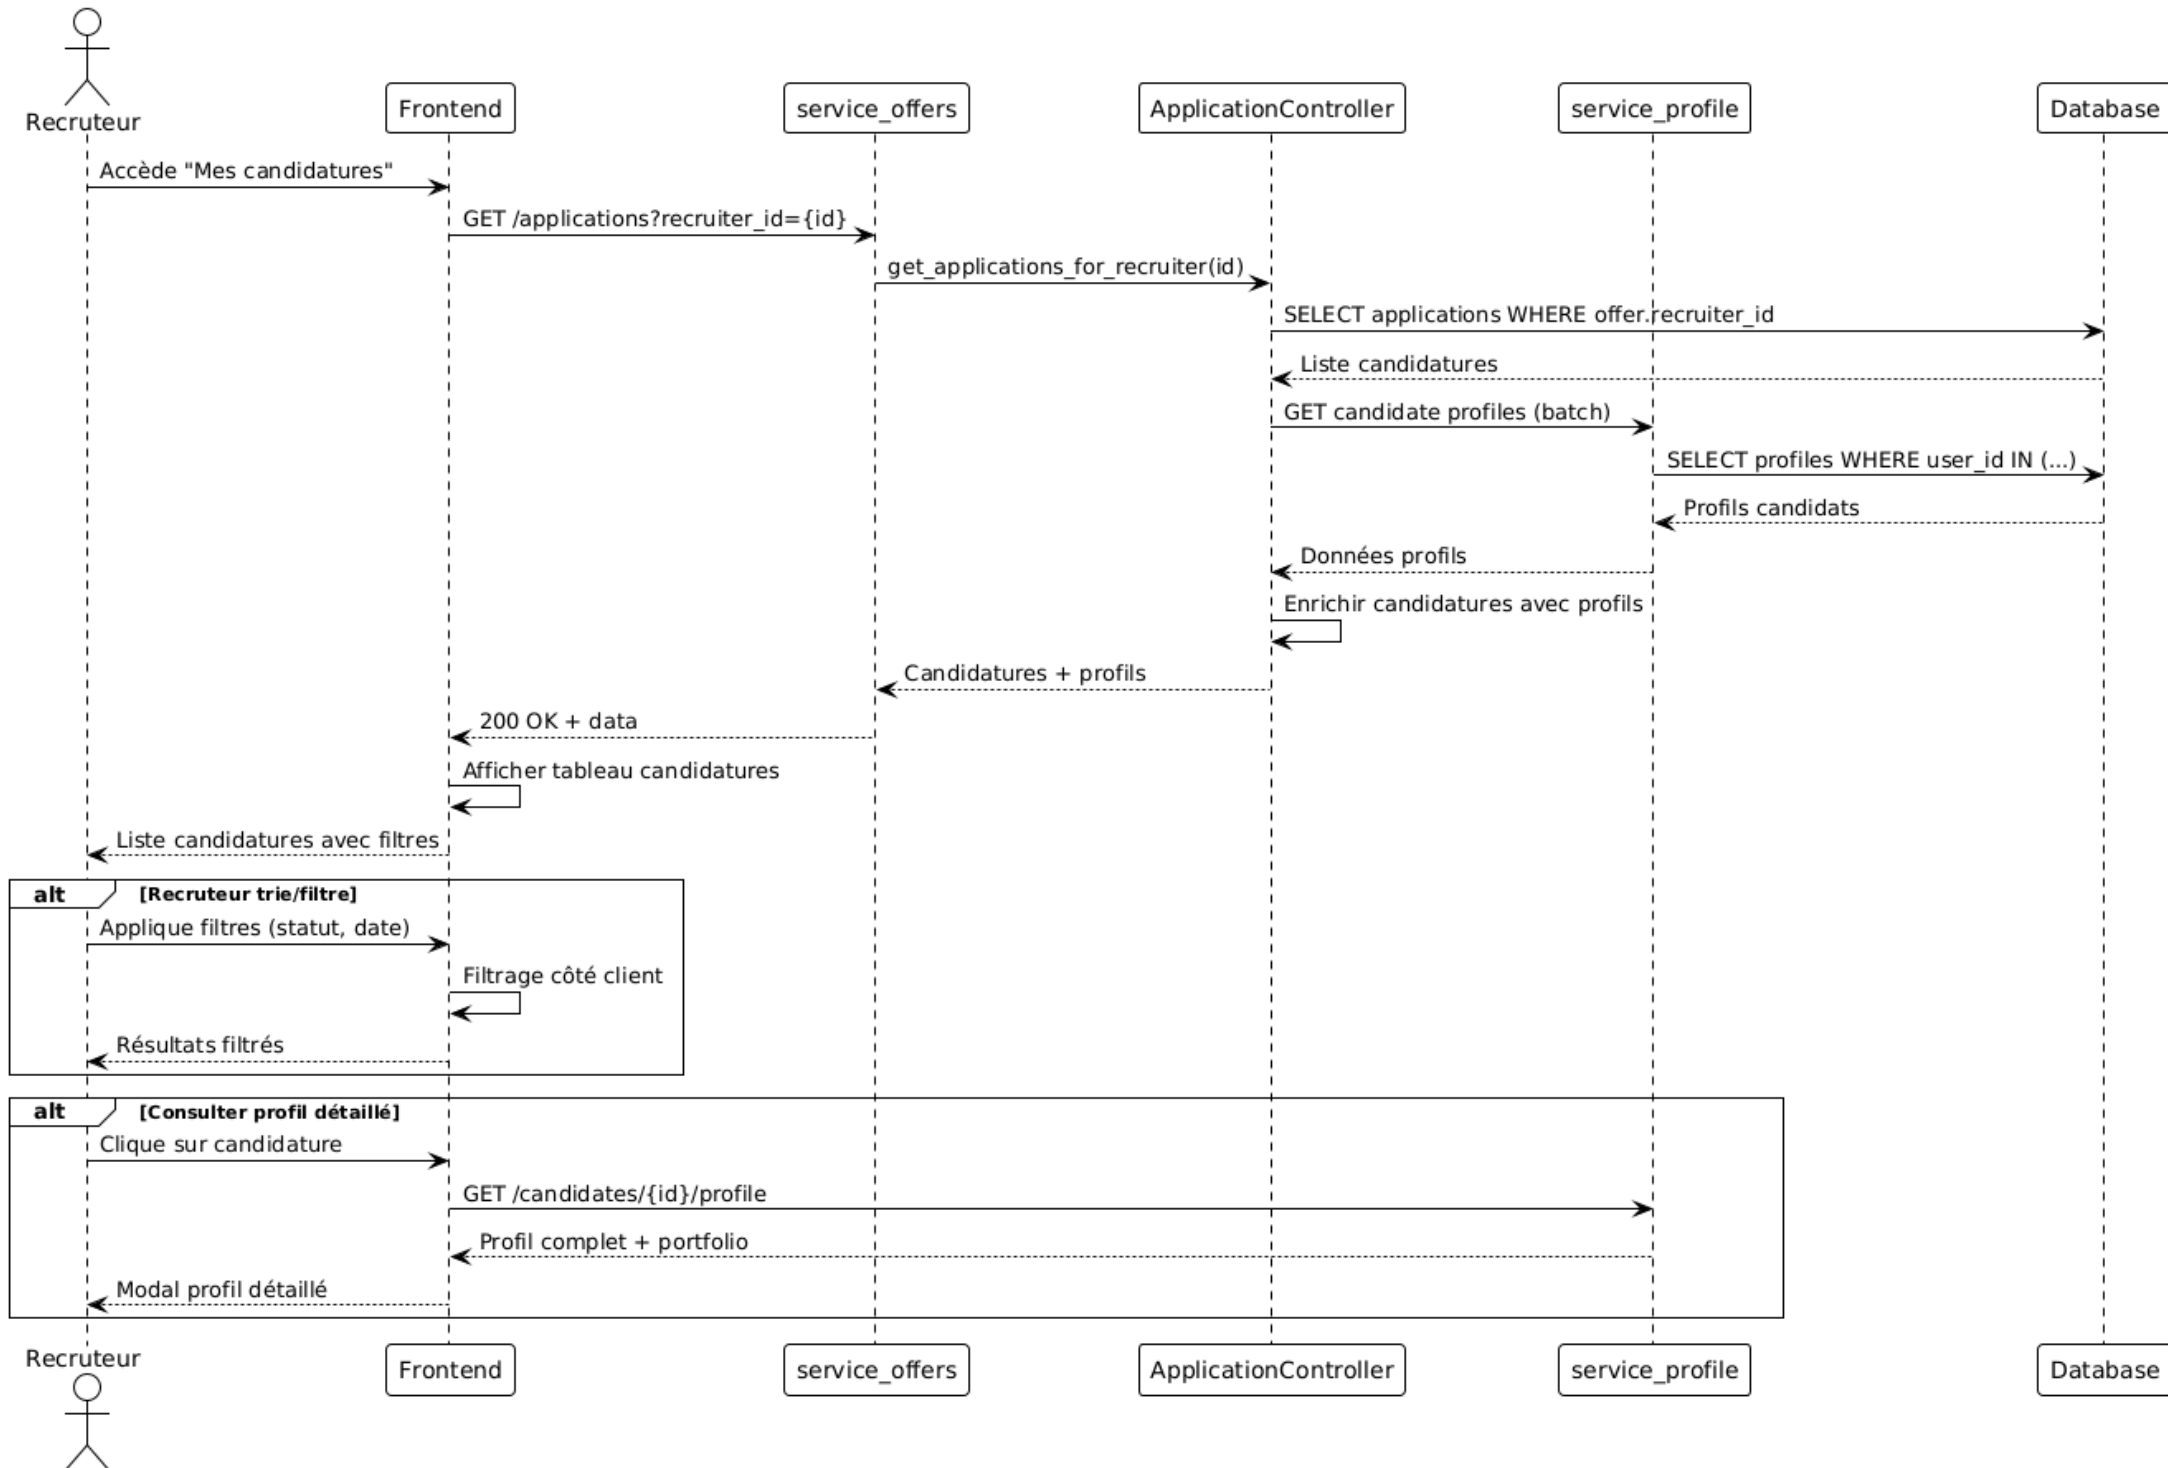 Recruteur
Frontend
service_offers
ApplicationController
service_profile
Database
Accède "Mes candidatures"
GET /applications?recruiter_id={id}
get_applications_for_recruiter(id)
SELECT applications WHERE offer.recruiter_id
Liste candidatures
GET candidate profiles (batch)
SELECT profiles WHERE user_id IN (...)
Profils candidats
Données profils
Enrichir candidatures avec profils
Candidatures + profils
200 OK + data
Afficher tableau candidatures
Liste candidatures avec filtres
alt [Recruteur trie/filtre]
Applique filtres (statut, date)
Filtrage côté client
Résultats filtrés
alt [Consulter profil détaillé]
Clique sur candidature
GET /candidates/{id}/profile
Profil complet + portfolio
Modal profil détaillé
Recruteur
Frontend
service_offers
ApplicationController
service_profile
Database